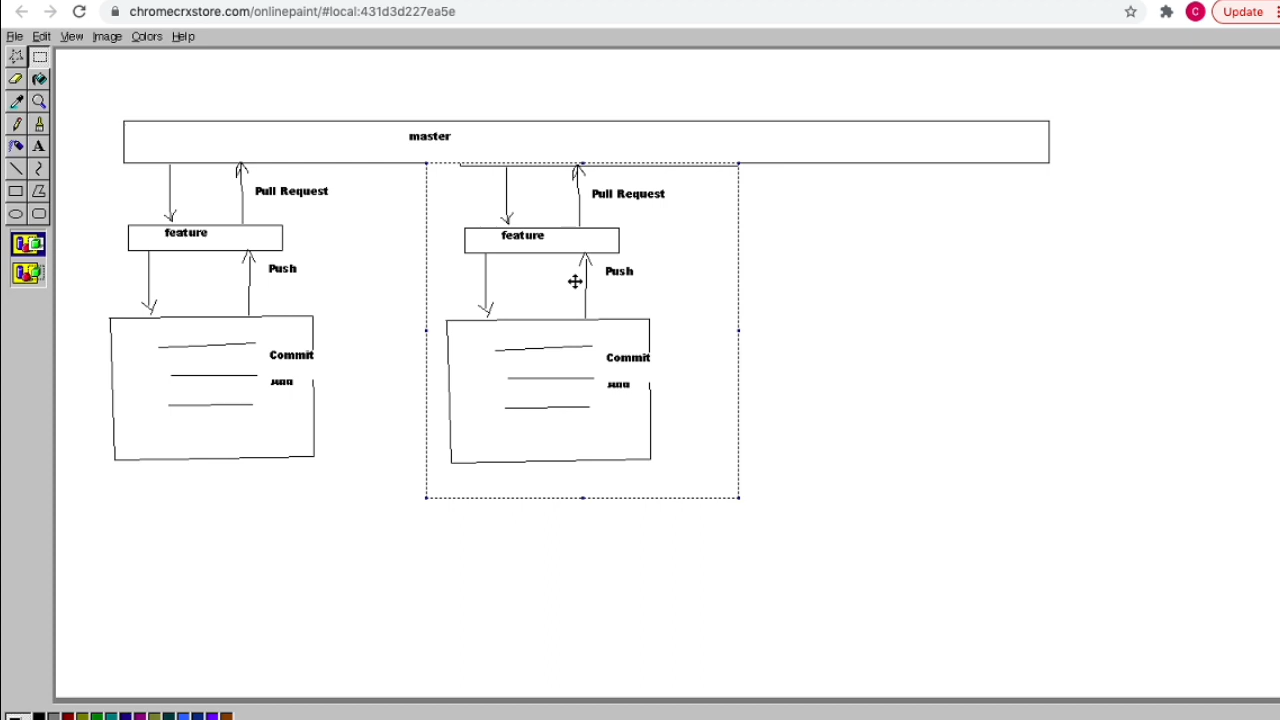 chromecrxstore.com/onlinepaint/#local:431d3d227ea5e
C
Update
File Edit View Image Colors Help
A
master
Pull Request
Pull Request
feature
feature
Push
Push
Commit
Commit